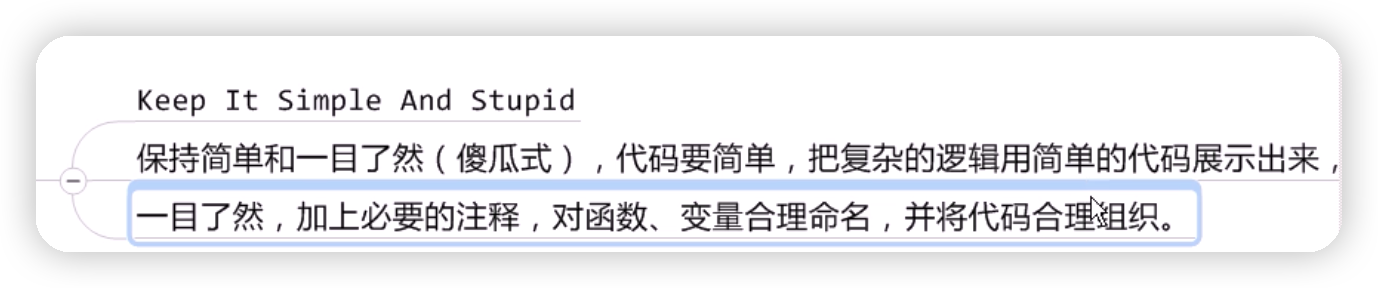 Keep It Simple And Stupid
保持简单和一目了然（傻瓜式），代码要简单，把复杂的逻辑用简单的代码展示出来，
一目了然，加上必要的注释，对函数、变量合理命名，并将代码合理组织。